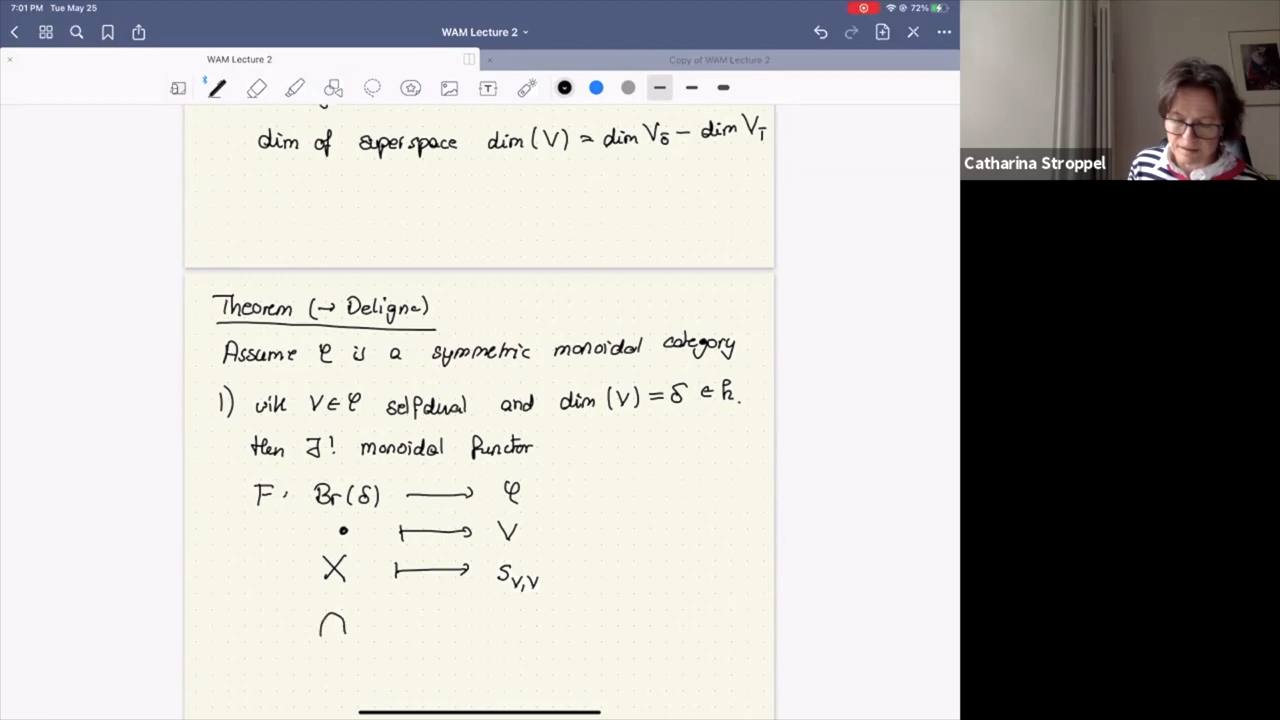 7:01 PM Tue May 25
72%
WAM Lecture 2
WAM Lecture 2
Copy of WAM Lecture 2
dim of superspace dim(V) = dim V_0̄ − dim V_1̄
Catharina Stroppel
Theorem (→ Deligne)
Assume 𝒞 is a symmetric monoidal category
1) with V ∈ 𝒞 selfdual and dim(V) = δ ∈ k.
then ∃! monoidal functor
F: Br(δ) ⟶ 𝒞
• ⟼ V
X ⟼ s_{V,V}
∩